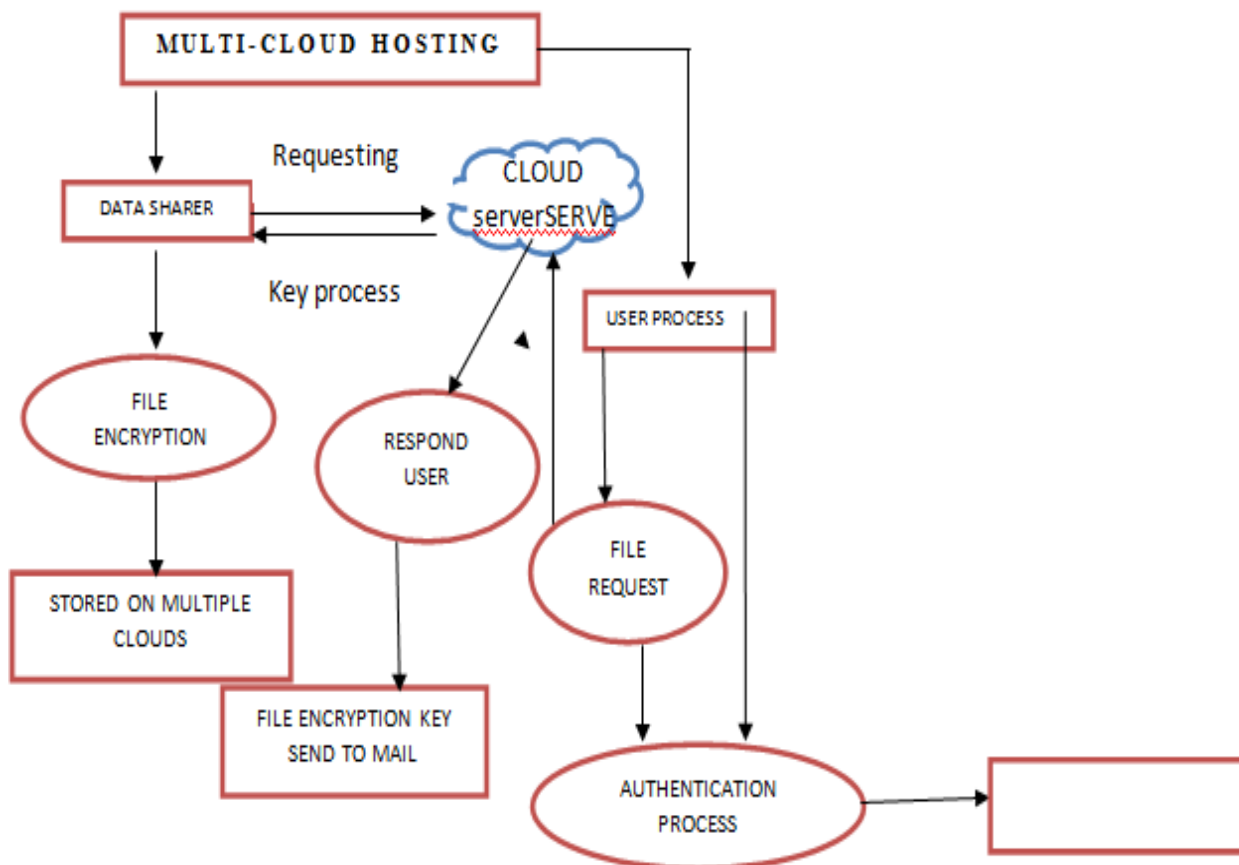 MULTI-CLOUD HOSTING
Requesting
CLOUD
serverSERVE
DATA SHARER
Key process
USER PROCESS
FILE
ENCRYPTION
RESPOND
USER
FILE
REQUEST
STORED ON MULTIPLE
CLOUDS
FILE ENCRYPTION KEY
SEND TO MAIL
AUTHENTICATION
PROCESS